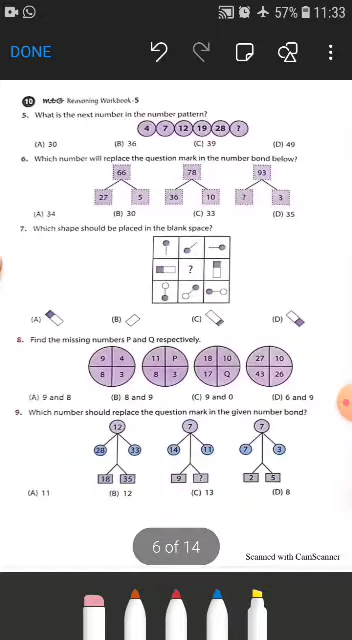 57% 11:33
DONE
10 Reasoning Workbook-5
5. What is the next number in the number pattern?
4 7 12 19 28 ?
(A) 30 (B) 36 (C) 39 (D) 49
6. Which number will replace the question mark in the number bond below?
66 78 93
27 5 36 10 ? 3
(A) 34 (B) 30 (C) 33 (D) 35
7. Which shape should be placed in the blank space?
?
(A) (B) (C) (D)
8. Find the missing numbers P and Q respectively.
9 4 11 P 18 10 27 10
8 3 8 3 17 Q 43 26
(A) 9 and 8 (B) 8 and 9 (C) 9 and 0 (D) 6 and 9
9. Which number should replace the question mark in the given number bond?
12 7 7
28 33 14 11 7 3
18 35 9 ? 2 5
(A) 11 (B) 12 (C) 13 (D) 8
6 of 14
Scanned with CamScanner